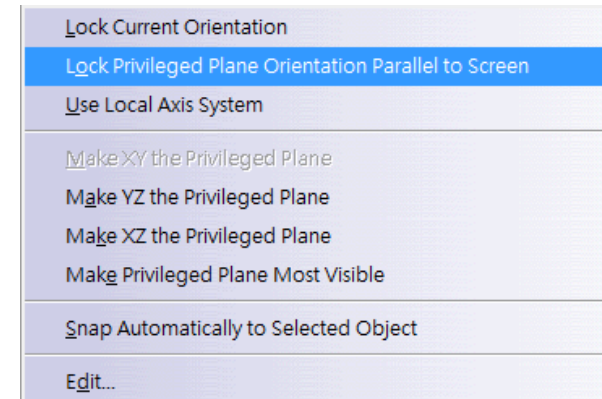 Lock Current Orientation
Lock Privileged Plane Orientation Parallel to Screen
Use Local Axis System
Make XY the Privileged Plane
Make YZ the Privileged Plane
Make XZ the Privileged Plane
Make Privileged Plane Most Visible
Snap Automatically to Selected Object
Edit...